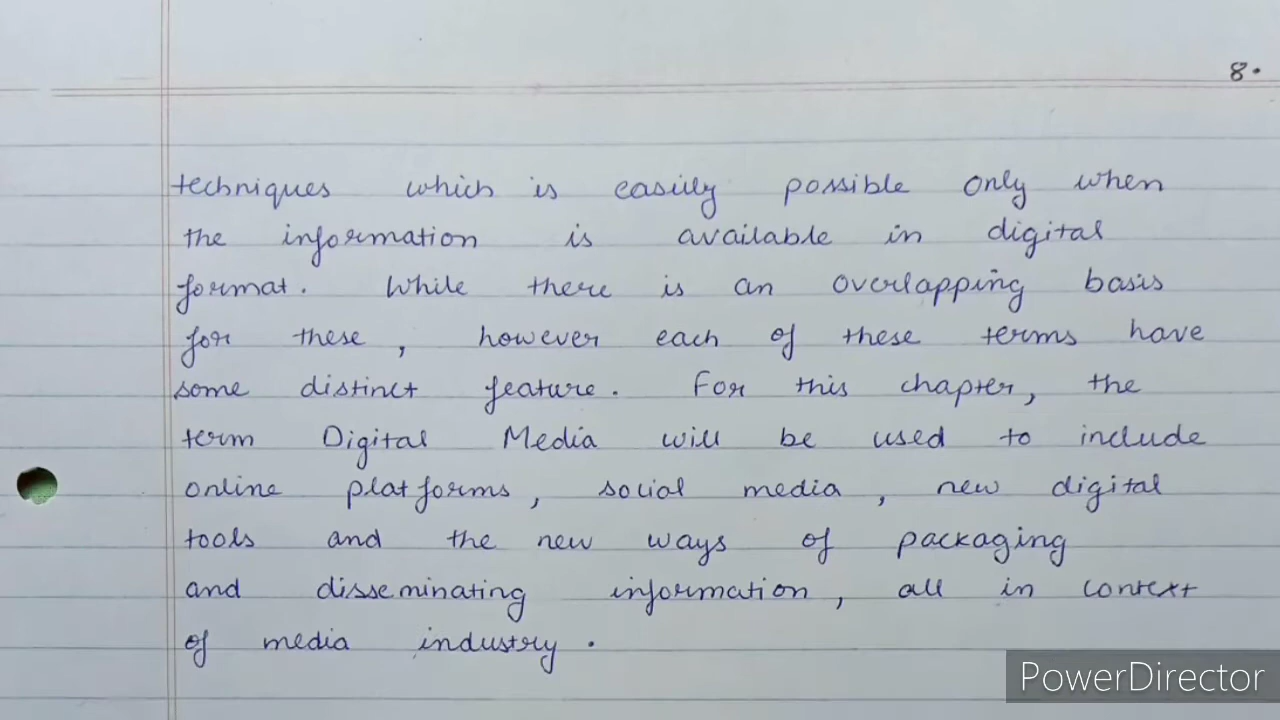 8.
techniques which is easily possible only when
the information is available in digital
format. While there is an overlapping basis
for these, however each of these terms have
some distinct feature. For this chapter, the
term Digital Media will be used to include
online platforms, social media, new digital
tools and the new ways of packaging
and disseminating information, all in context
of media industry.
PowerDirector